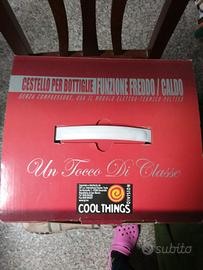 CESTELLO PER BOTTIGLIE FUNZIONE FREDDO/CALDO
SENZA COMPRESSORE, USA IL MODULO ELETTRO-TERMICO PELTIER
Un Tocco Di Classe
COOL THINGS
DIVISION
subito